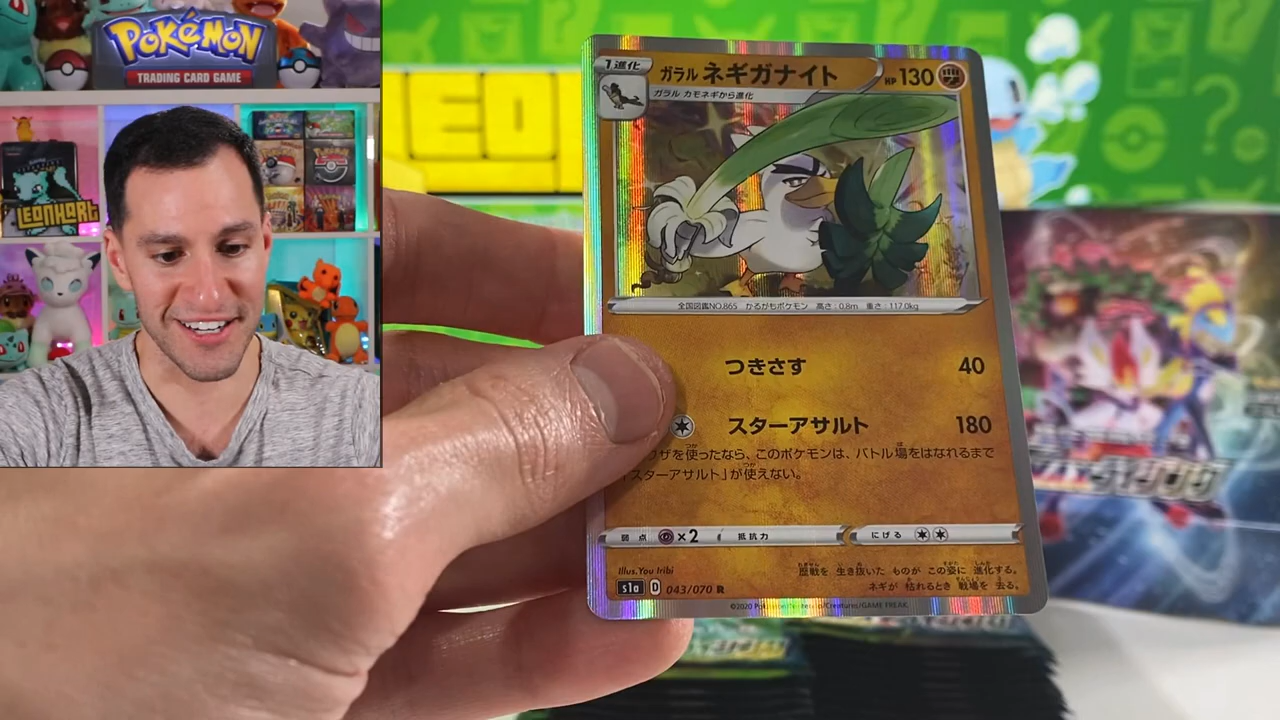 POKéMON
TRADING CARD GAME
LEONHART
LEO
1進化
ガラル ネギガナイト
HP 130
ガラル カモネギから進化
全国図鑑NO.865 かるがもポケモン 高さ:0.8m 重さ:117.0kg
つきさす 40
スターアサルト 180
ワザを使ったなら、このポケモンは、バトル場をはなれるまで
「スターアサルト」が使えない。
弱点 ×2 抵抗力 にげる
Illus.You Iribi
歴戦を 生き抜いた ものが この姿に 進化する。
ネギが 枯れるとき 戦場を 去る。
s1a D 043/070 R